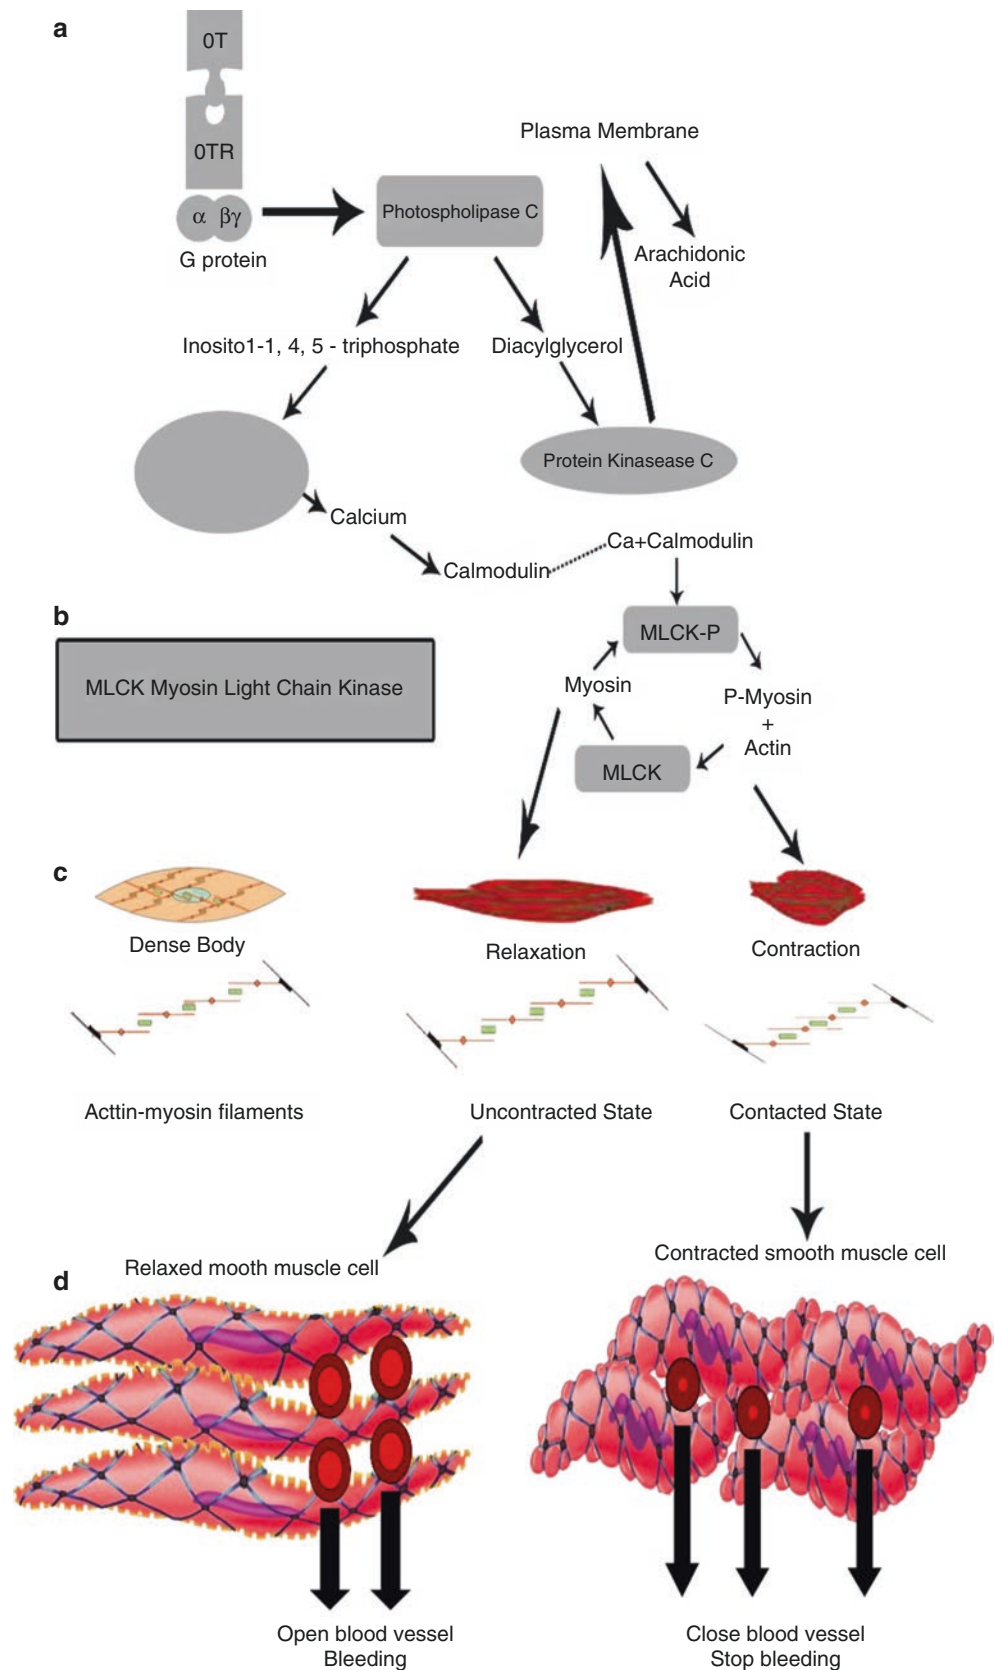 a
0T
0TR
α βγ
G protein
Photospholipase C
Plasma Membrane
Arachidonic
Acid
Inosito1-1, 4, 5 - triphosphate
Diacylglycerol
Protein Kinasease C
Calcium
Calmodulin
Ca+Calmodulin
b
MLCK Myosin Light Chain Kinase
MLCK-P
Myosin
P-Myosin
+
Actin
MLCK
c
Dense Body
Relaxation
Contraction
Acttin-myosin filaments
Uncontracted State
Contacted State
d
Relaxed mooth muscle cell
Contracted smooth muscle cell
Open blood vessel
Bleeding
Close blood vessel
Stop bleeding